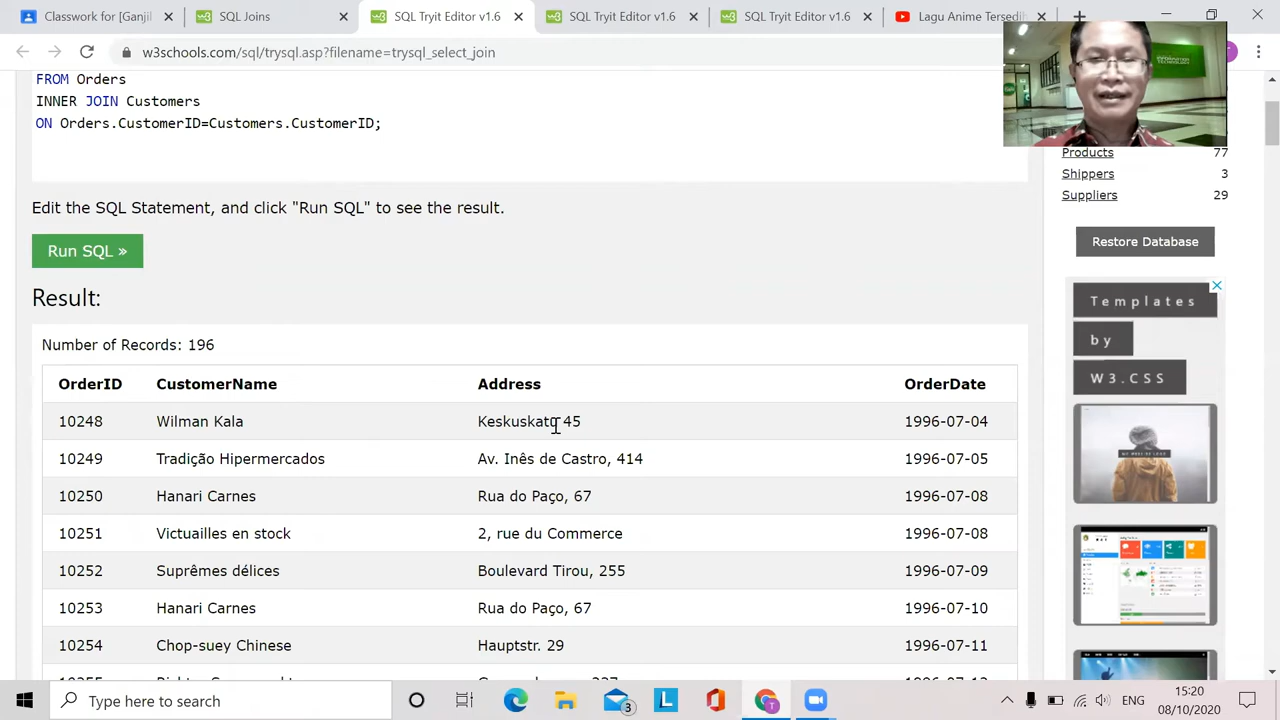 Classwork for [Ganji
SQL Joins
SQL Tryit Editor v1.6
SQL Tryit Editor v1.6
SQL Tryit Editor v1.6
Lagu Anime Tersedi
w3schools.com/sql/trysql.asp?filename=trysql_select_join
FROM Orders
INNER JOIN Customers
ON Orders.CustomerID=Customers.CustomerID;
Products 77
Shippers 3
Suppliers 29
Edit the SQL Statement, and click "Run SQL" to see the result.
Run SQL »
Restore Database
Result:
Number of Records: 196
OrderID CustomerName Address OrderDate
10248 Wilman Kala Keskuskatu 45 1996-07-04
10249 Tradição Hipermercados Av. Inês de Castro, 414 1996-07-05
10250 Hanari Carnes Rua do Paço, 67 1996-07-08
10251 Victuailles en stock 2, rue du Commerce 1996-07-08
10252 Suprêmes délices Boulevard Tirou, 255 1996-07-09
10253 Hanari Carnes Rua do Paço, 67 1996-07-10
10254 Chop-suey Chinese Hauptstr. 29 1996-07-11
Templates
by
W3.CSS
Type here to search
3
ENG
15:20
08/10/2020